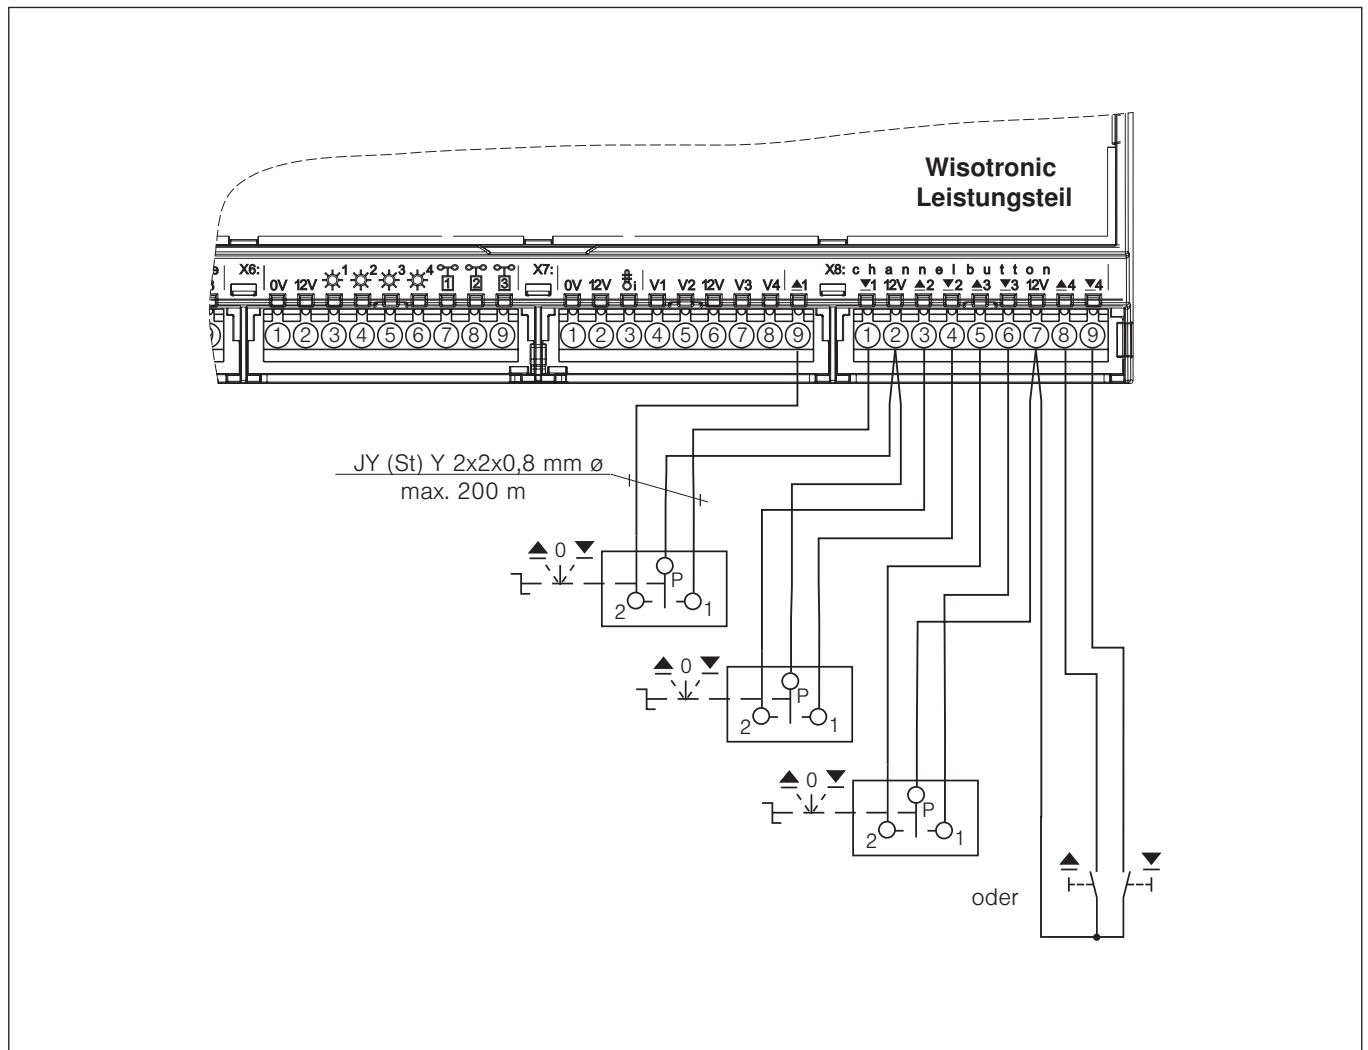 Wisotronic
Leistungsteil
X6:
X7:
X8: channelbutton
0V 12V 1 2 3 4 1 2 3
0V 12V i V1 V2 12V V3 V4 ▲1
▼1 12V ▲2 ▼2 ▲3 ▼3 12V ▲4 ▼4
1 2 3 4 5 6 7 8 9
1 2 3 4 5 6 7 8 9
1 2 3 4 5 6 7 8 9
JY (St) Y 2x2x0,8 mm ø
max. 200 m
▲ 0 ▼
P
2 1
▲ 0 ▼
P
2 1
▲ 0 ▼
P
2 1
▲ ▼
oder